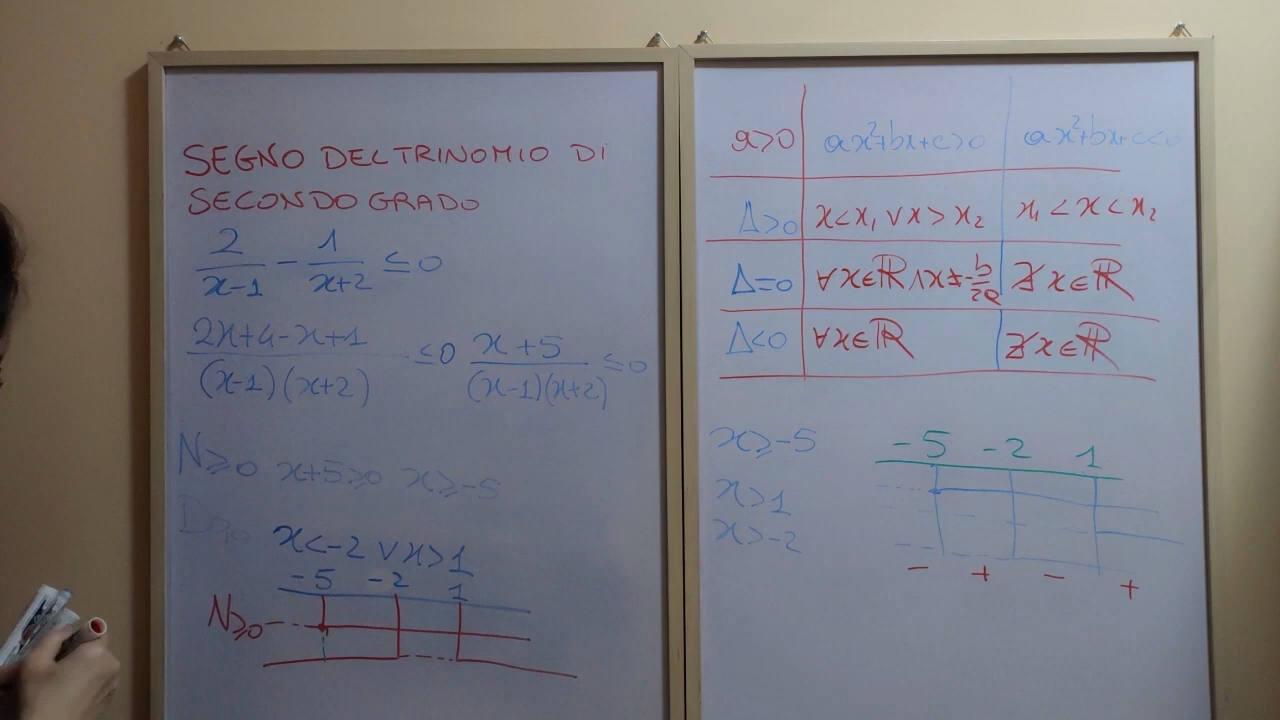 SEGNO DEL TRINOMIO DI
SECONDO GRADO
2/(x-1) - 1/(x+2) ≤ 0
(2x+4-x+1)/((x-1)(x+2)) ≤0 (x+5)/((x-1)(x+2)) ≤0
N≥0 x+5≥0 x≥-5
D>0
x<-2 ∨ x>1
-5 -2 1
N≥0
a>0 ax²+bx+c>0 ax²+bx+c<0
Δ>0 x<x₁ ∨ x>x₂ x₁<x<x₂
Δ=0 ∀x∈ℝ ∧ x≠-b/2a ∄x∈ℝ
Δ<0 ∀x∈ℝ ∄x∈ℝ
x≥-5 -5 -2 1
x>1
x>-2
- + - +